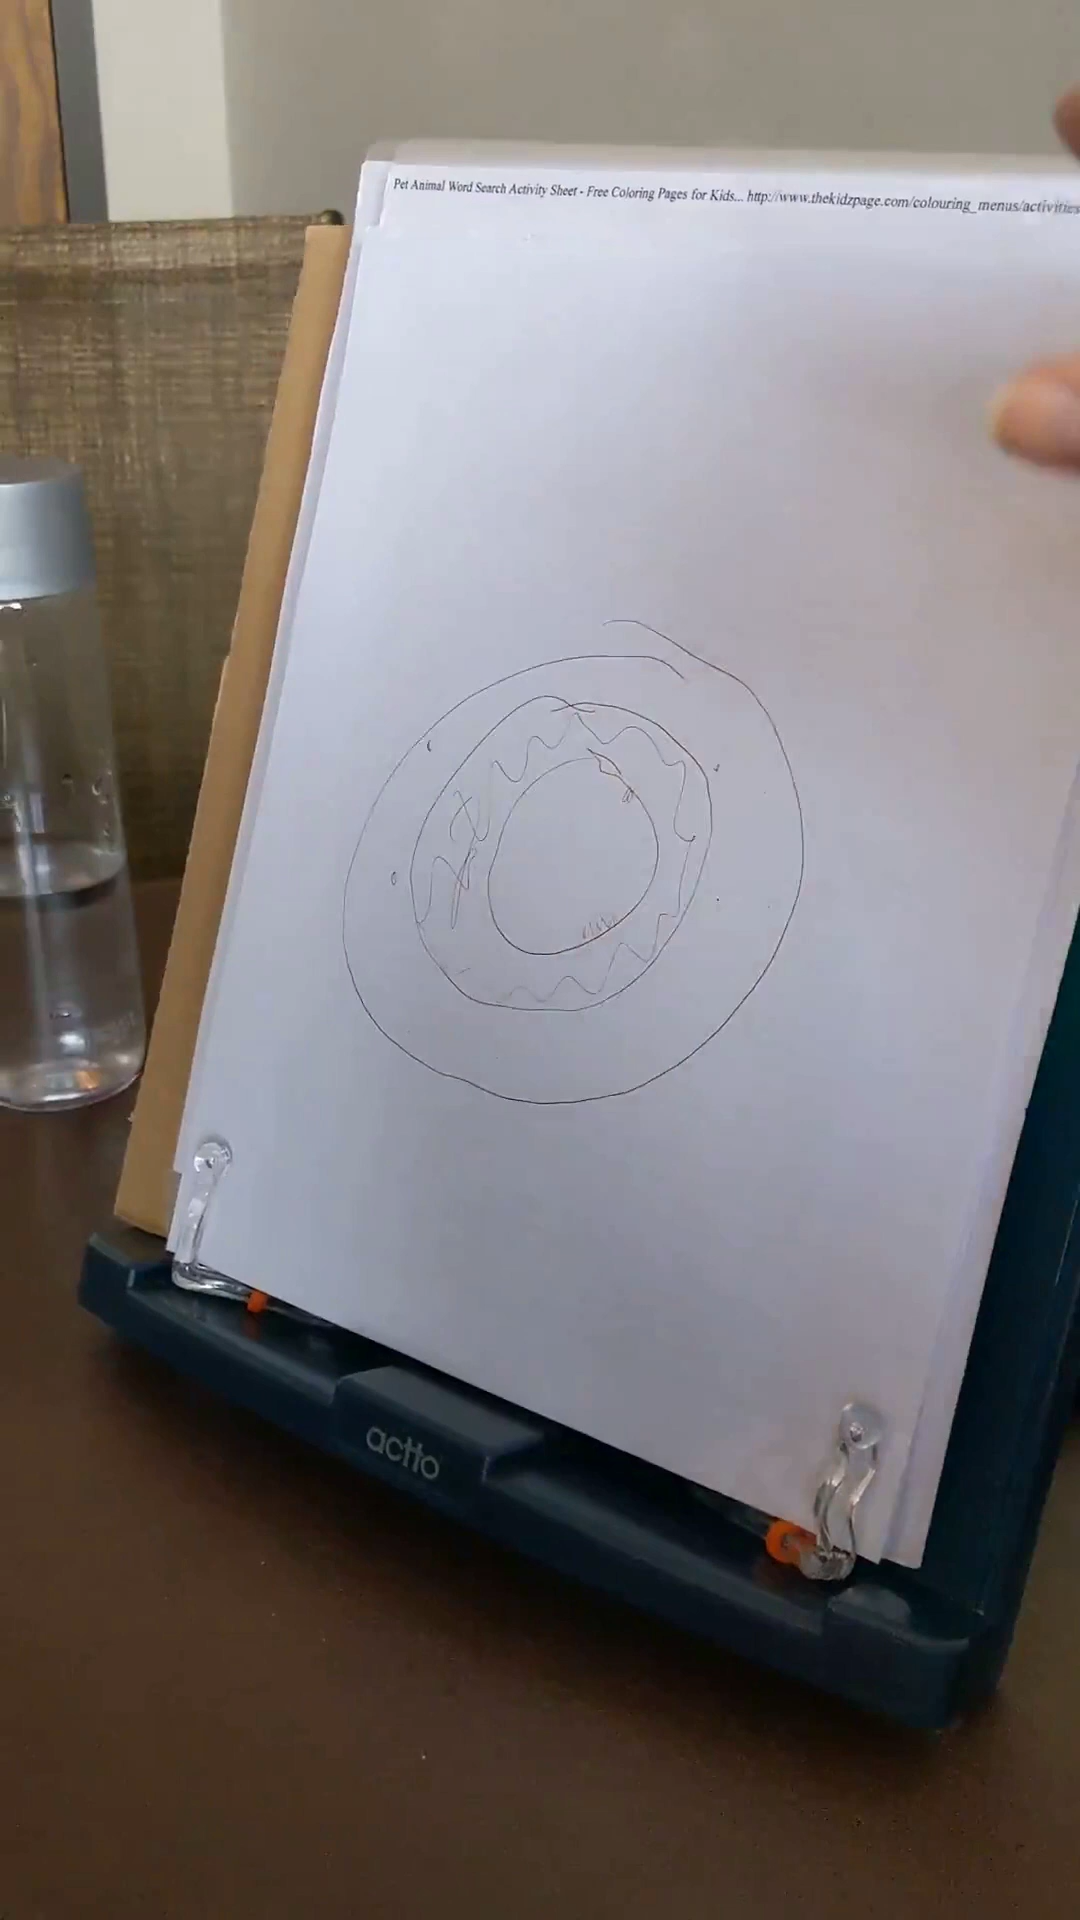 Pet Animal Word Search Activity Sheet - Free Coloring Pages for Kids... http://www.thekidzpage.com/colouring_menus/activities
actto